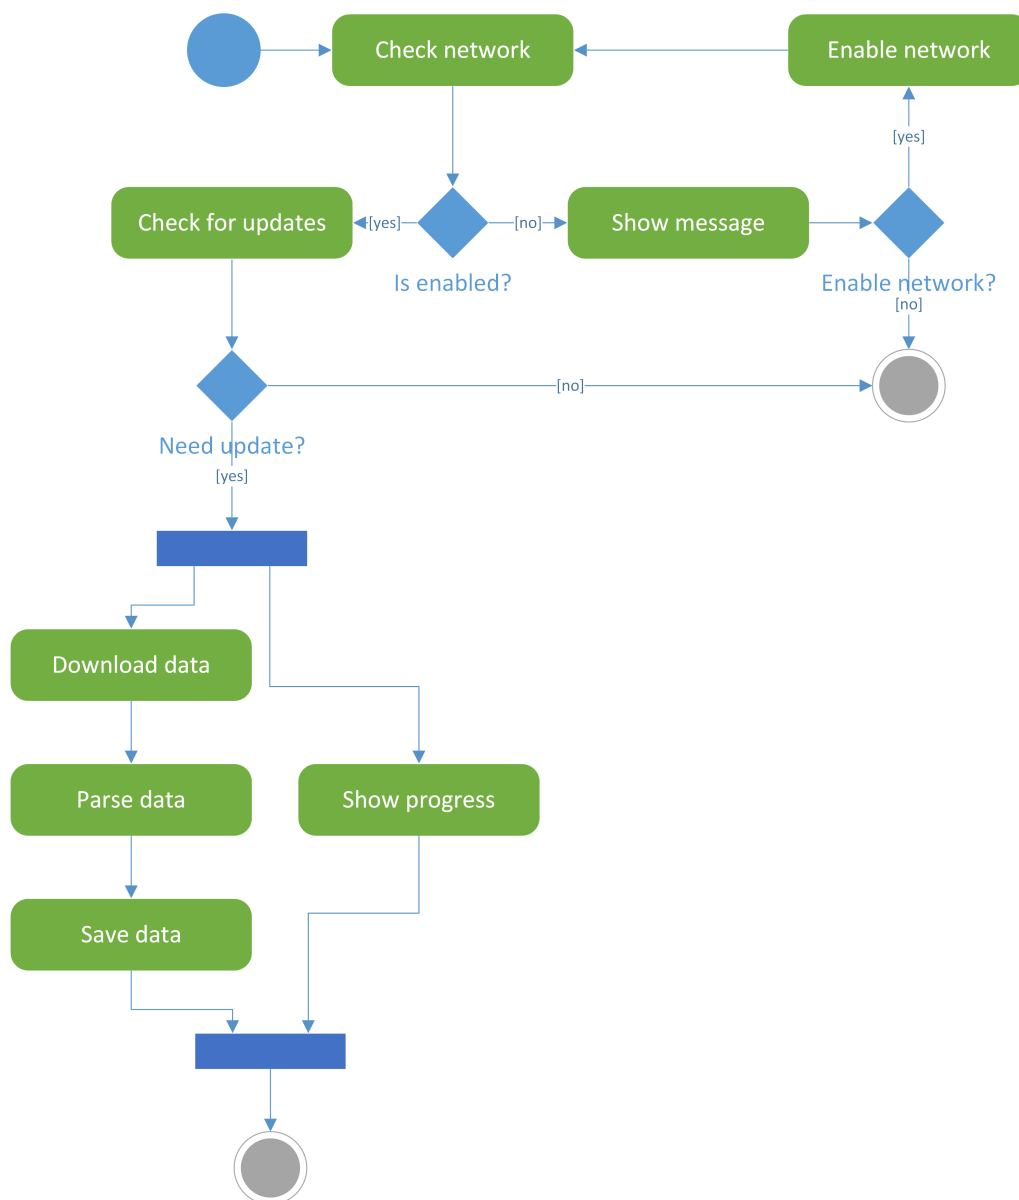 Check network
Enable network
[yes]
Check for updates
[yes]
[no]
Show message
Is enabled?
Enable network?
[no]
[no]
Need update?
[yes]
Download data
Parse data
Show progress
Save data